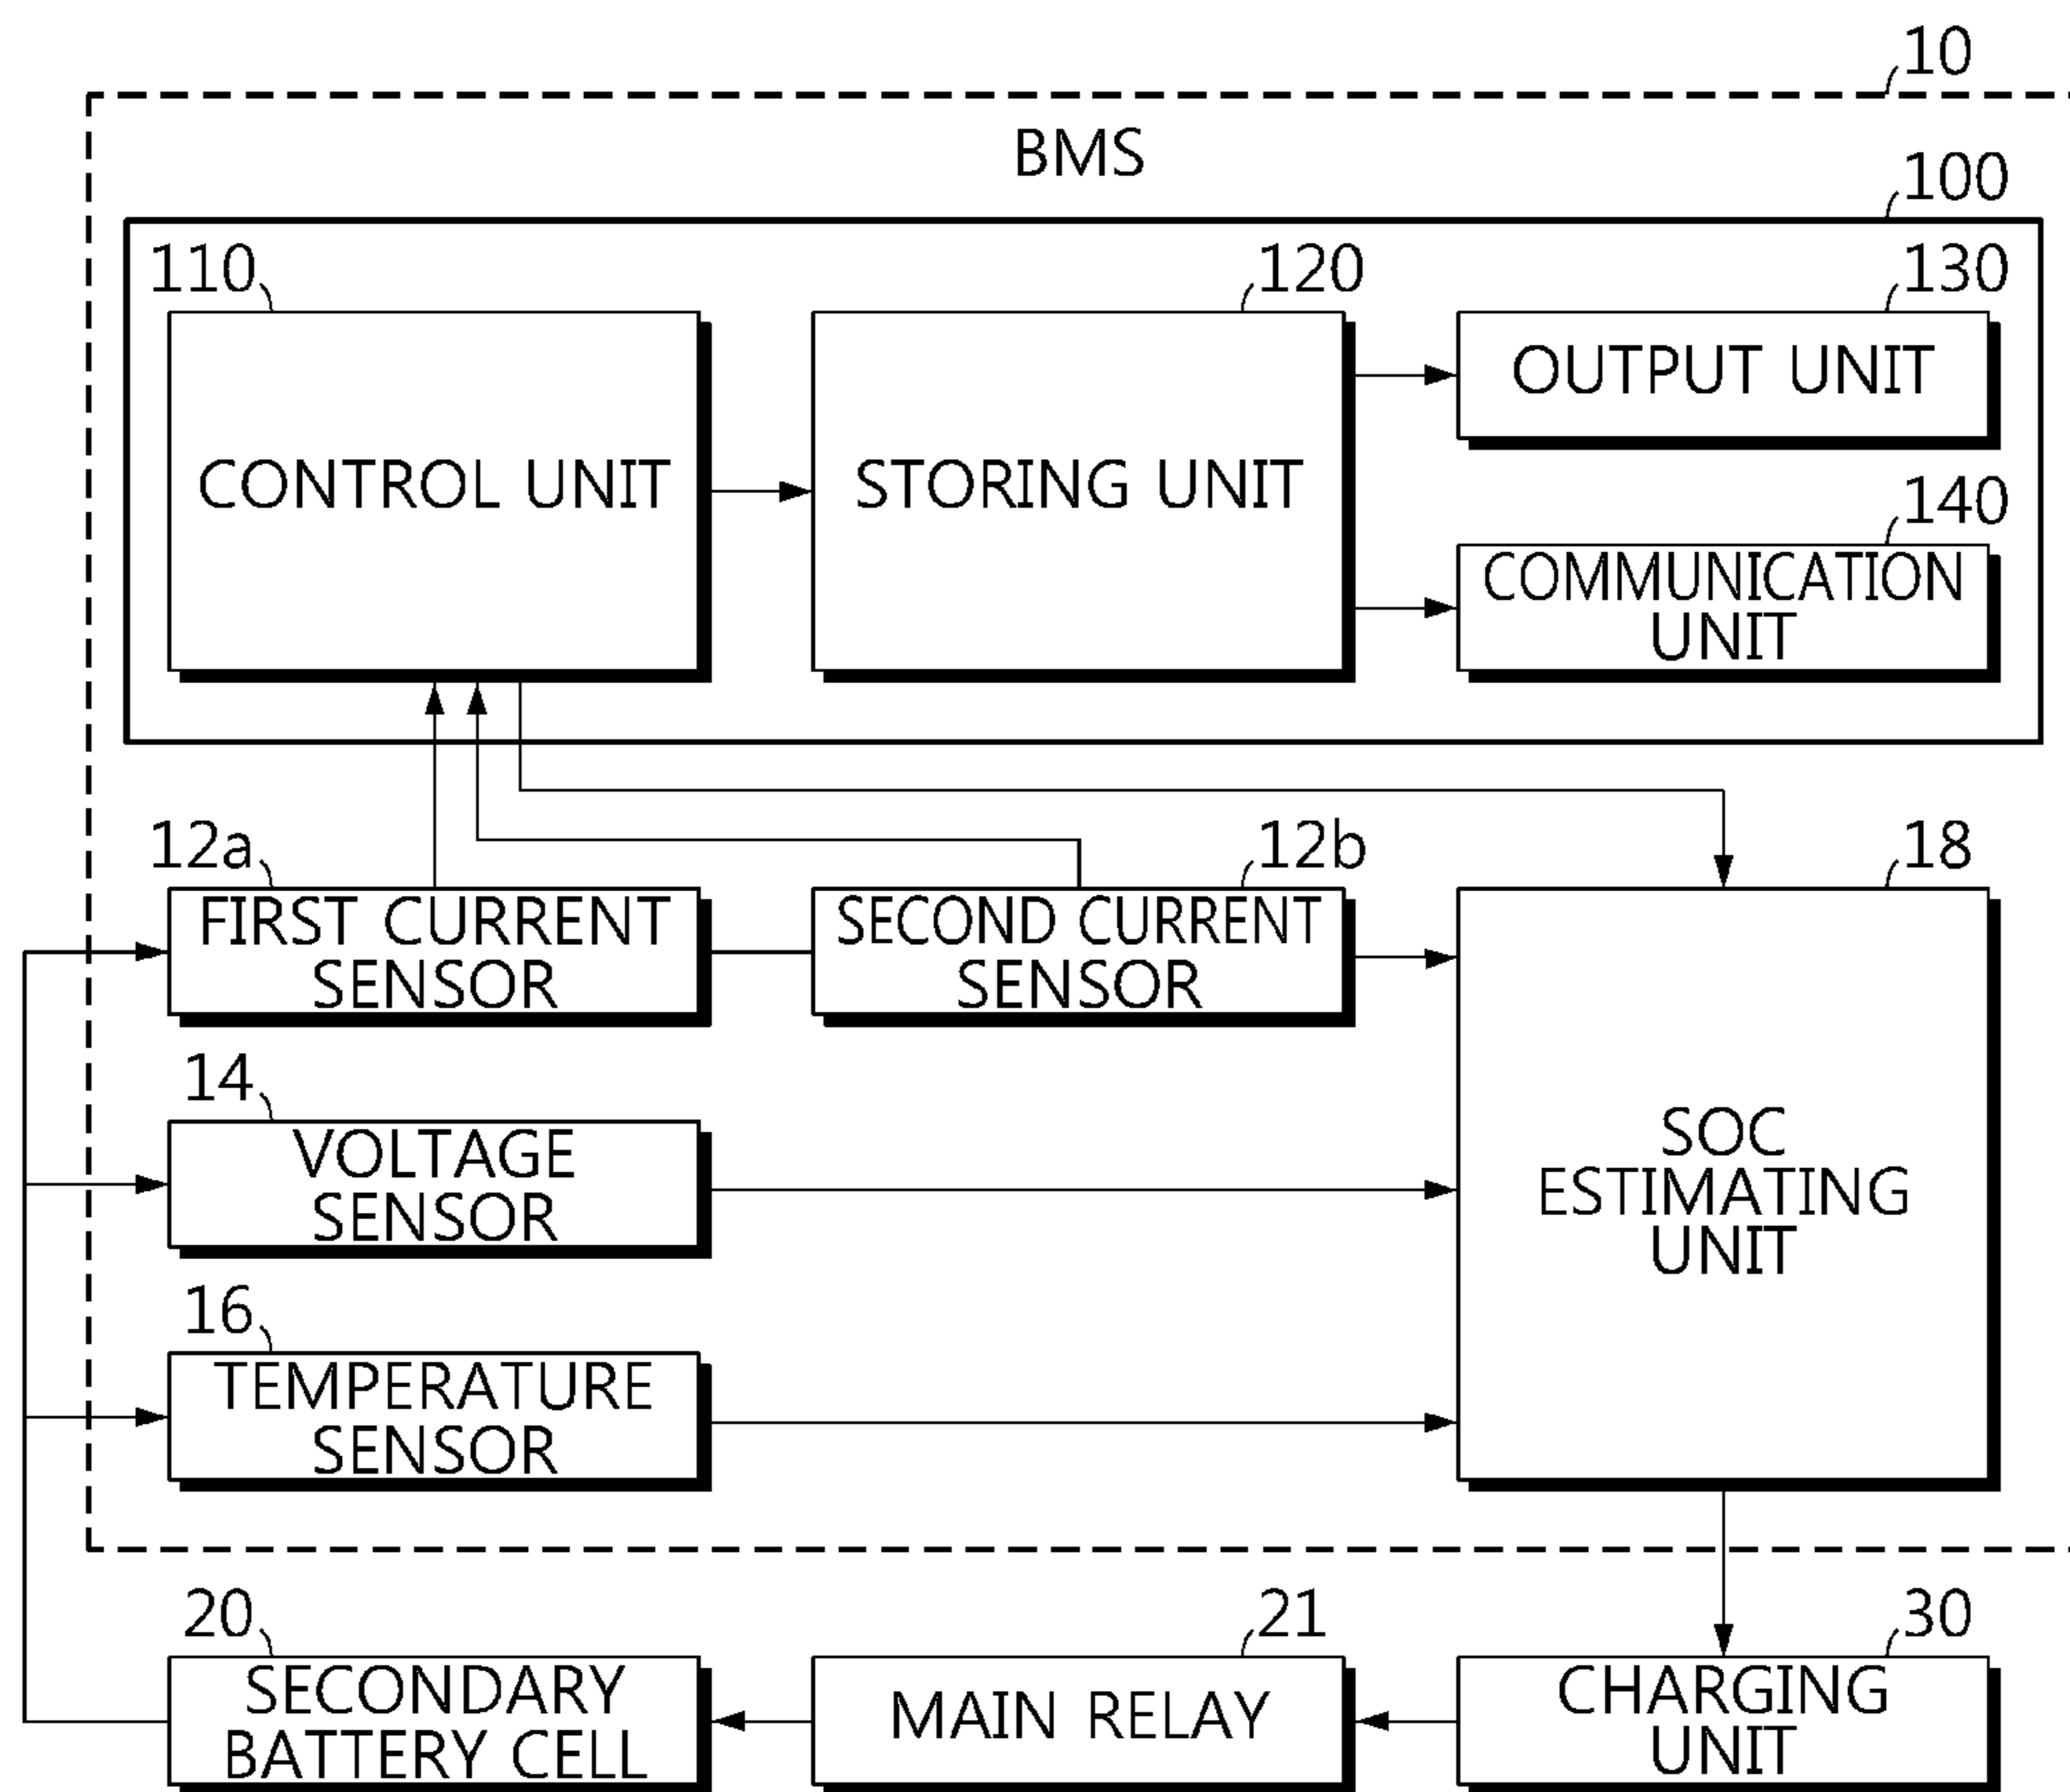 10
BMS
100
110
120
130
CONTROL UNIT
STORING UNIT
OUTPUT UNIT
140
COMMUNICATION
UNIT
12a
12b
18
FIRST CURRENT
SENSOR
SECOND CURRENT
SENSOR
14
VOLTAGE
SENSOR
SOC
ESTIMATING
UNIT
16
TEMPERATURE
SENSOR
20
21
30
SECONDARY
BATTERY CELL
MAIN RELAY
CHARGING
UNIT